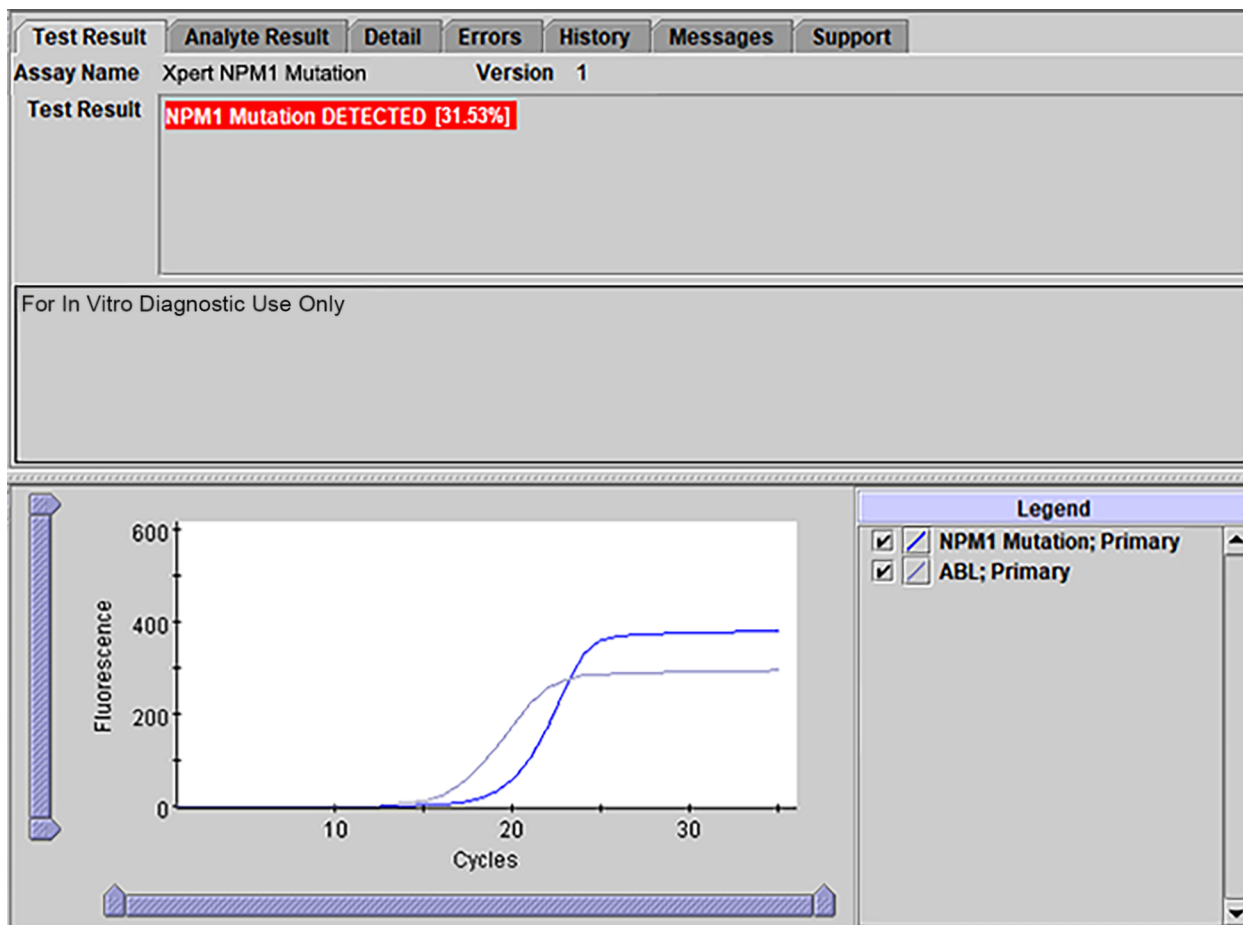 Test Result Analyte Result Detail Errors History Messages Support
Assay Name Xpert NPM1 Mutation Version 1
Test Result NPM1 Mutation DETECTED [31.53%]
For In Vitro Diagnostic Use Only
600
400
200
0
Fluorescence
10 20 30
Cycles
Legend
NPM1 Mutation; Primary
ABL; Primary